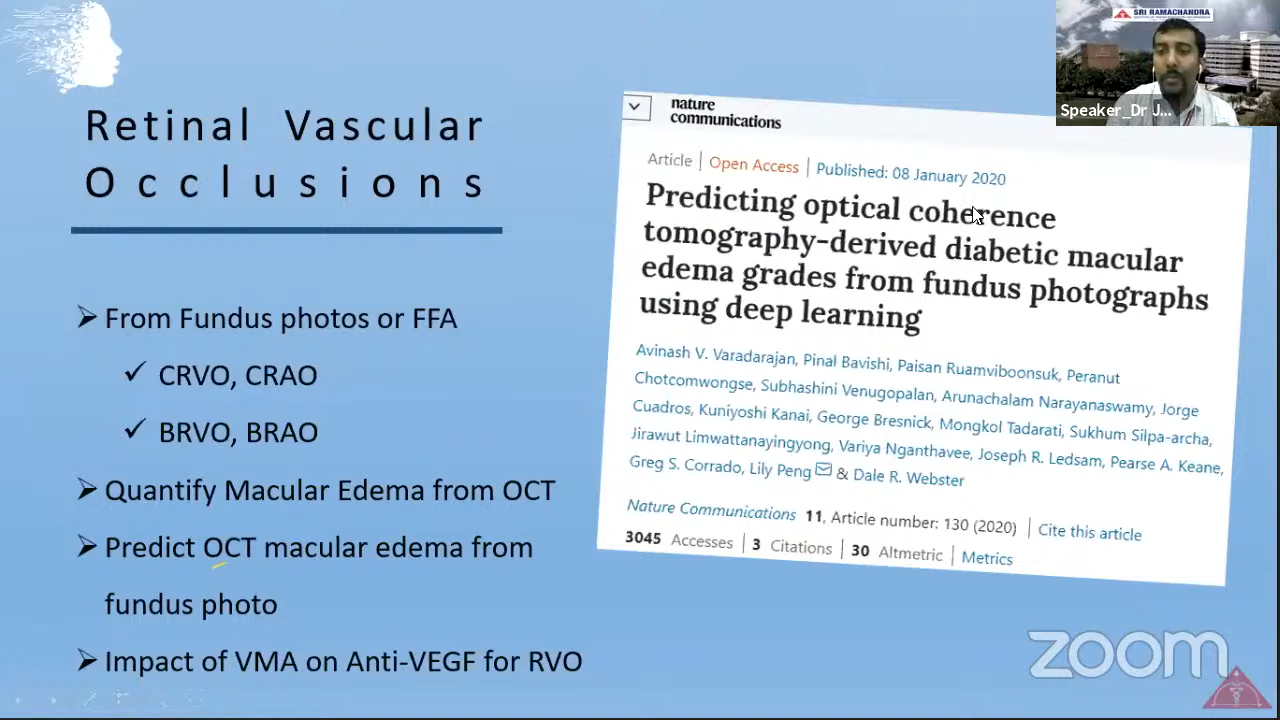 Retinal Vascular
Occlusions
➢ From Fundus photos or FFA
✓ CRVO, CRAO
✓ BRVO, BRAO
➢ Quantify Macular Edema from OCT
➢ Predict OCT macular edema from
fundus photo
➢ Impact of VMA on Anti-VEGF for RVO
nature
communications
Article | Open Access | Published: 08 January 2020
Predicting optical coherence
tomography-derived diabetic macular
edema grades from fundus photographs
using deep learning
Avinash V. Varadarajan, Pinal Bavishi, Paisan Ruamviboonsuk, Peranut
Chotcomwongse, Subhashini Venugopalan, Arunachalam Narayanaswamy, Jorge
Cuadros, Kuniyoshi Kanai, George Bresnick, Mongkol Tadarati, Sukhum Silpa-archa,
Jirawut Limwattanayingyong, Variya Nganthavee, Joseph R. Ledsam, Pearse A. Keane,
Greg S. Corrado, Lily Peng & Dale R. Webster
Nature Communications 11, Article number: 130 (2020) | Cite this article
3045 Accesses | 3 Citations | 30 Altmetric | Metrics
SRI RAMACHANDRA
Speaker_Dr J...
zoom